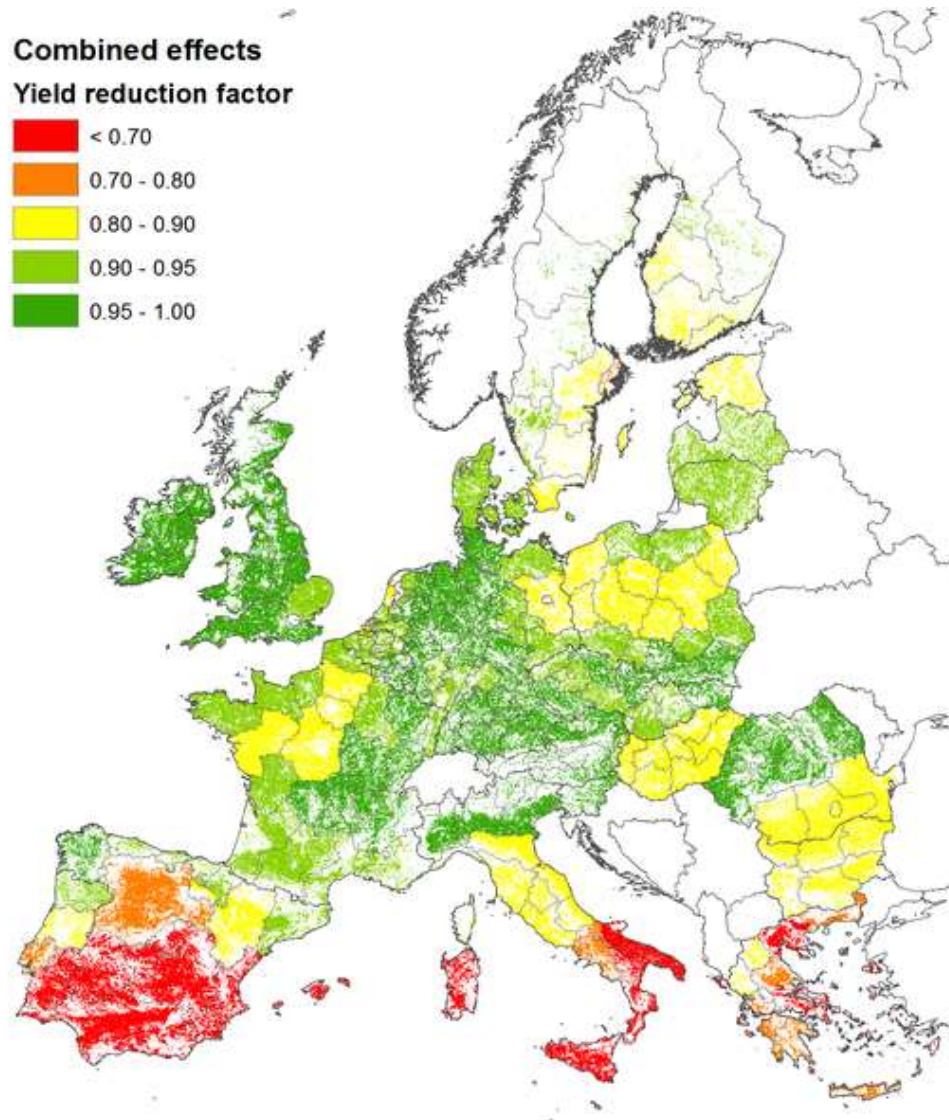 Combined effects
Yield reduction factor
< 0.70
0.70 - 0.80
0.80 - 0.90
0.90 - 0.95
0.95 - 1.00